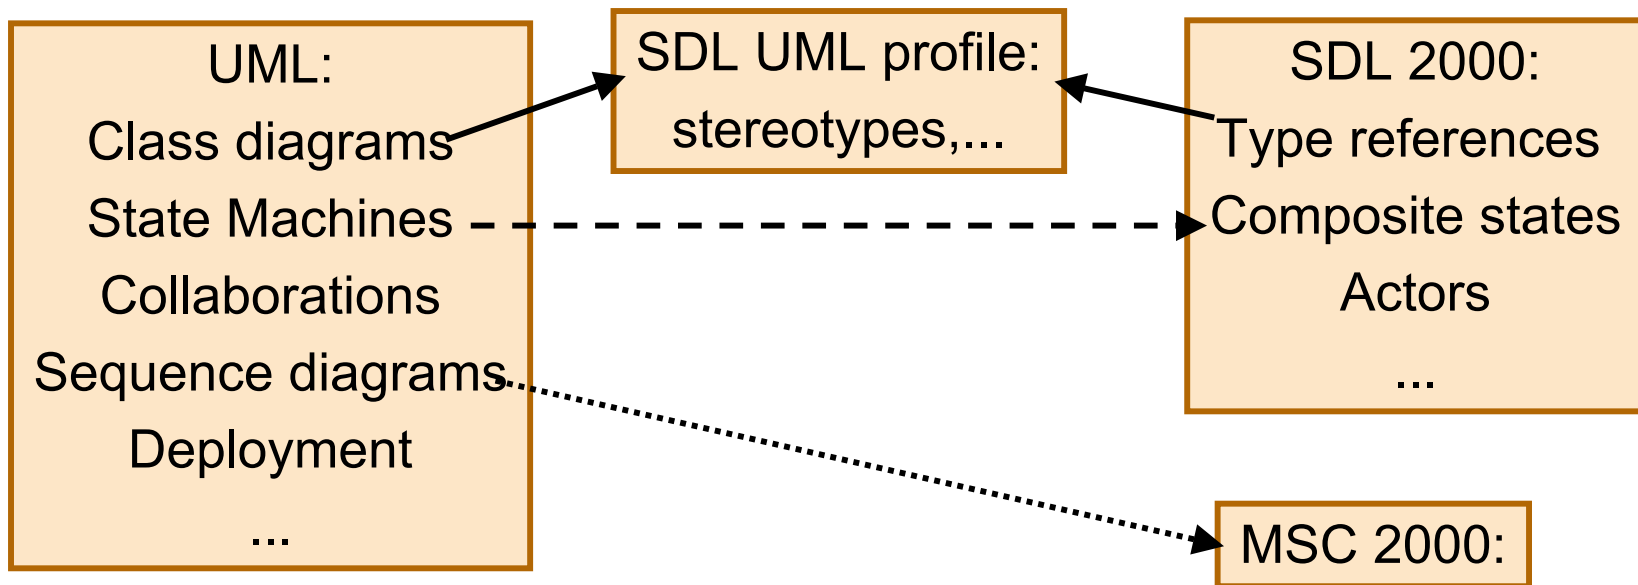 UML:
Class diagrams
State Machines
Collaborations
Sequence diagrams
Deployment
...
SDL UML profile:
stereotypes,...
SDL 2000:
Type references
Composite states
Actors
...
MSC 2000: